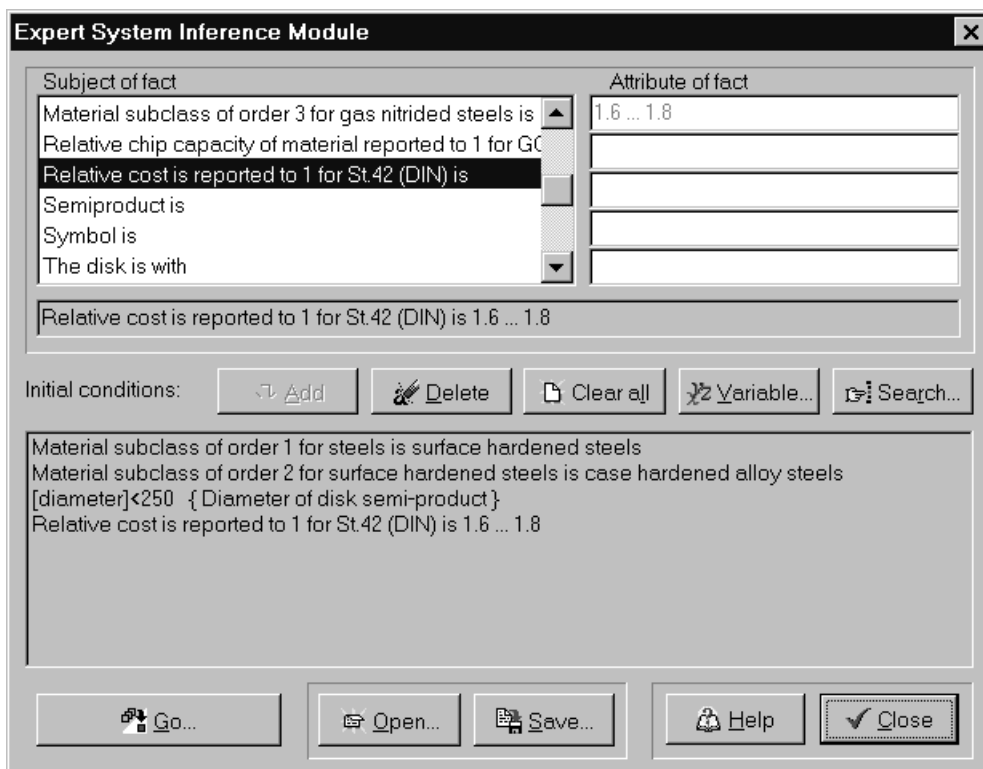 Expert System Inference Module
Subject of fact
Attribute of fact
Material subclass of order 3 for gas nitrided steels is
Relative chip capacity of material reported to 1 for GC
Relative cost is reported to 1 for St.42 (DIN) is
Semiproduct is
Symbol is
The disk is with
1.6 ... 1.8
Relative cost is reported to 1 for St.42 (DIN) is 1.6 ... 1.8
Initial conditions:
Add
Delete
Clear all
Variable...
Search...
Material subclass of order 1 for steels is surface hardened steels
Material subclass of order 2 for surface hardened steels is case hardened alloy steels
[diameter]<250 { Diameter of disk semi-product }
Relative cost is reported to 1 for St.42 (DIN) is 1.6 ... 1.8
Go...
Open...
Save...
Help
Close